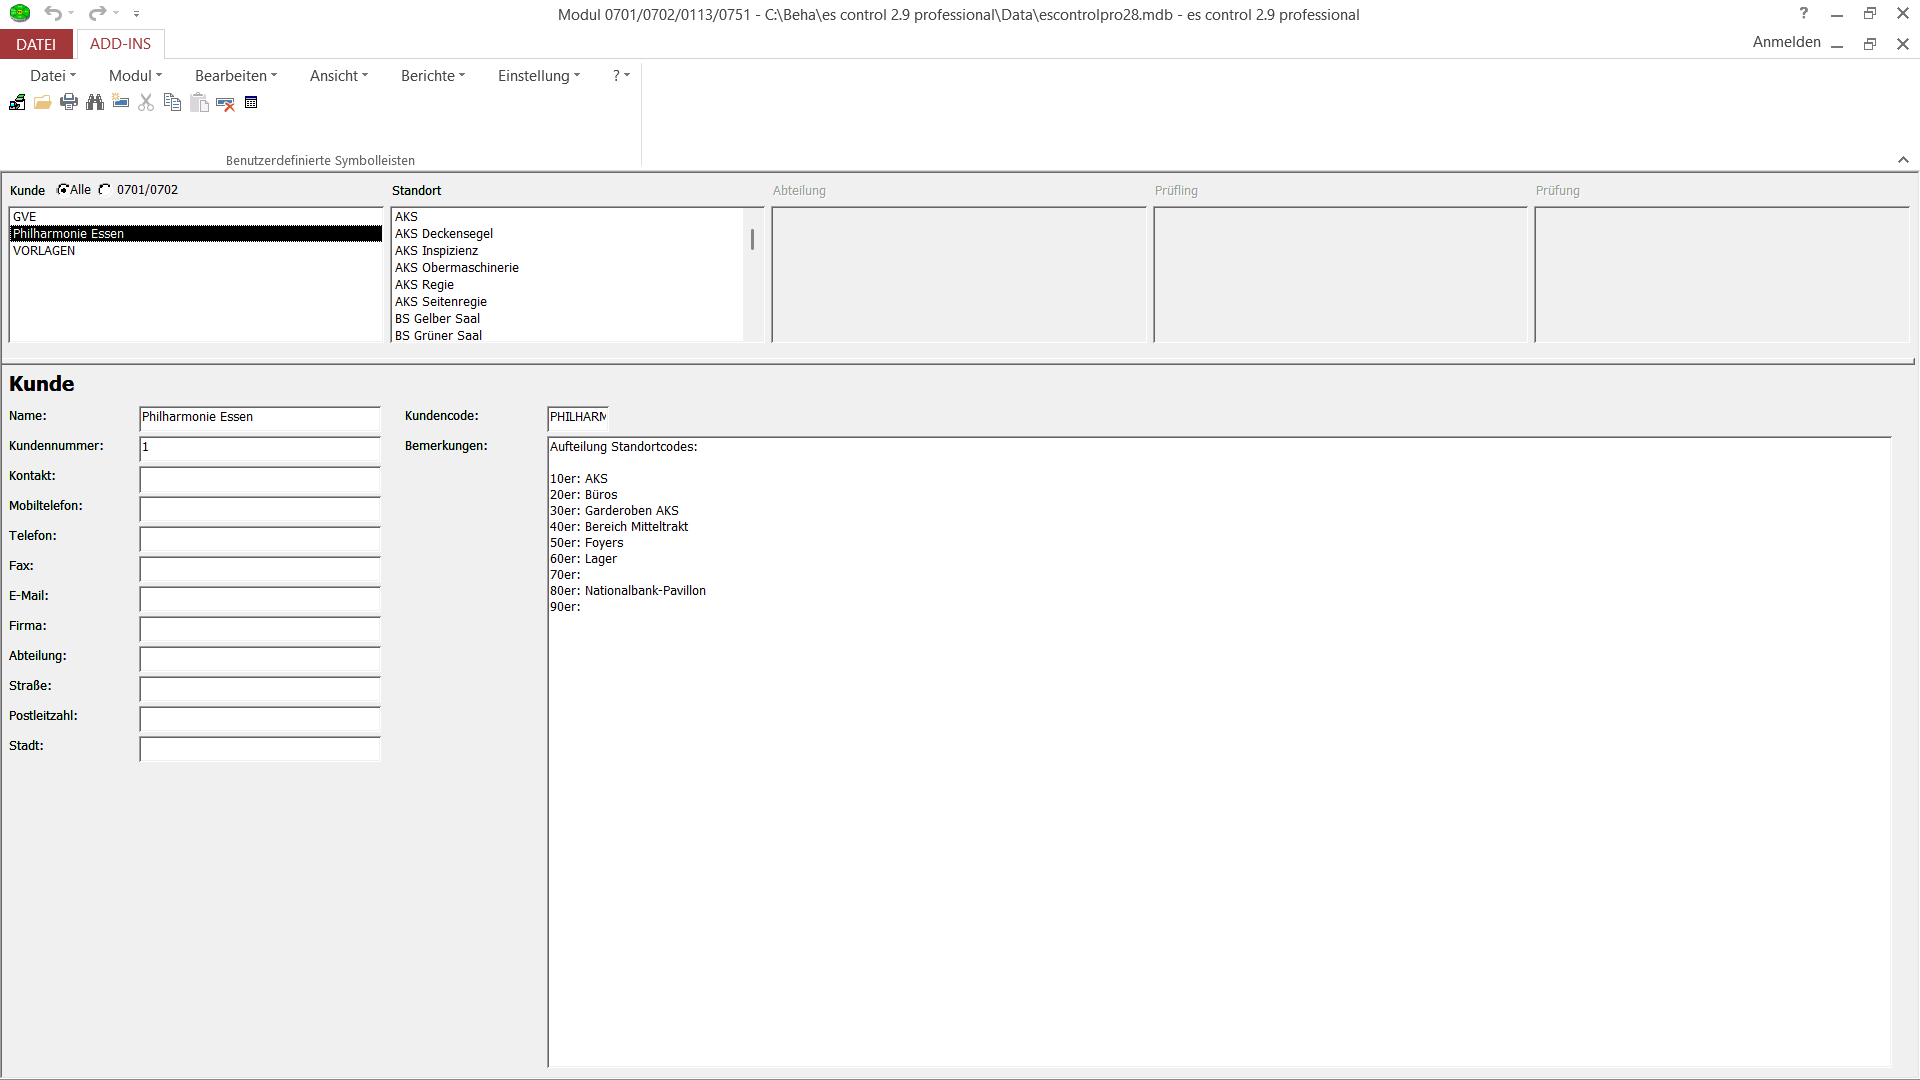 Modul 0701/0702/0113/0751 - C:\Beha\es control 2.9 professional\Data\escontrolpro28.mdb - es control 2.9 professional
?
DATEI
ADD-INS
Anmelden
Datei
Modul
Bearbeiten
Ansicht
Berichte
Einstellung
?
Benutzerdefinierte Symbolleisten
Kunde
Alle
0701/0702
Standort
Abteilung
Prüfling
Prüfung
GVE
Philharmonie Essen
VORLAGEN
AKS
AKS Deckensegel
AKS Inspizienz
AKS Obermaschinerie
AKS Regie
AKS Seitenregie
BS Gelber Saal
BS Grüner Saal
Kunde
Name:
Philharmonie Essen
Kundennummer:
1
Kontakt:
Mobiltelefon:
Telefon:
Fax:
E-Mail:
Firma:
Abteilung:
Straße:
Postleitzahl:
Stadt:
Kundencode:
PHILHARM
Bemerkungen:
Aufteilung Standortcodes:
10er: AKS
20er: Büros
30er: Garderoben AKS
40er: Bereich Mitteltrakt
50er: Foyers
60er: Lager
70er:
80er: Nationalbank-Pavillon
90er: